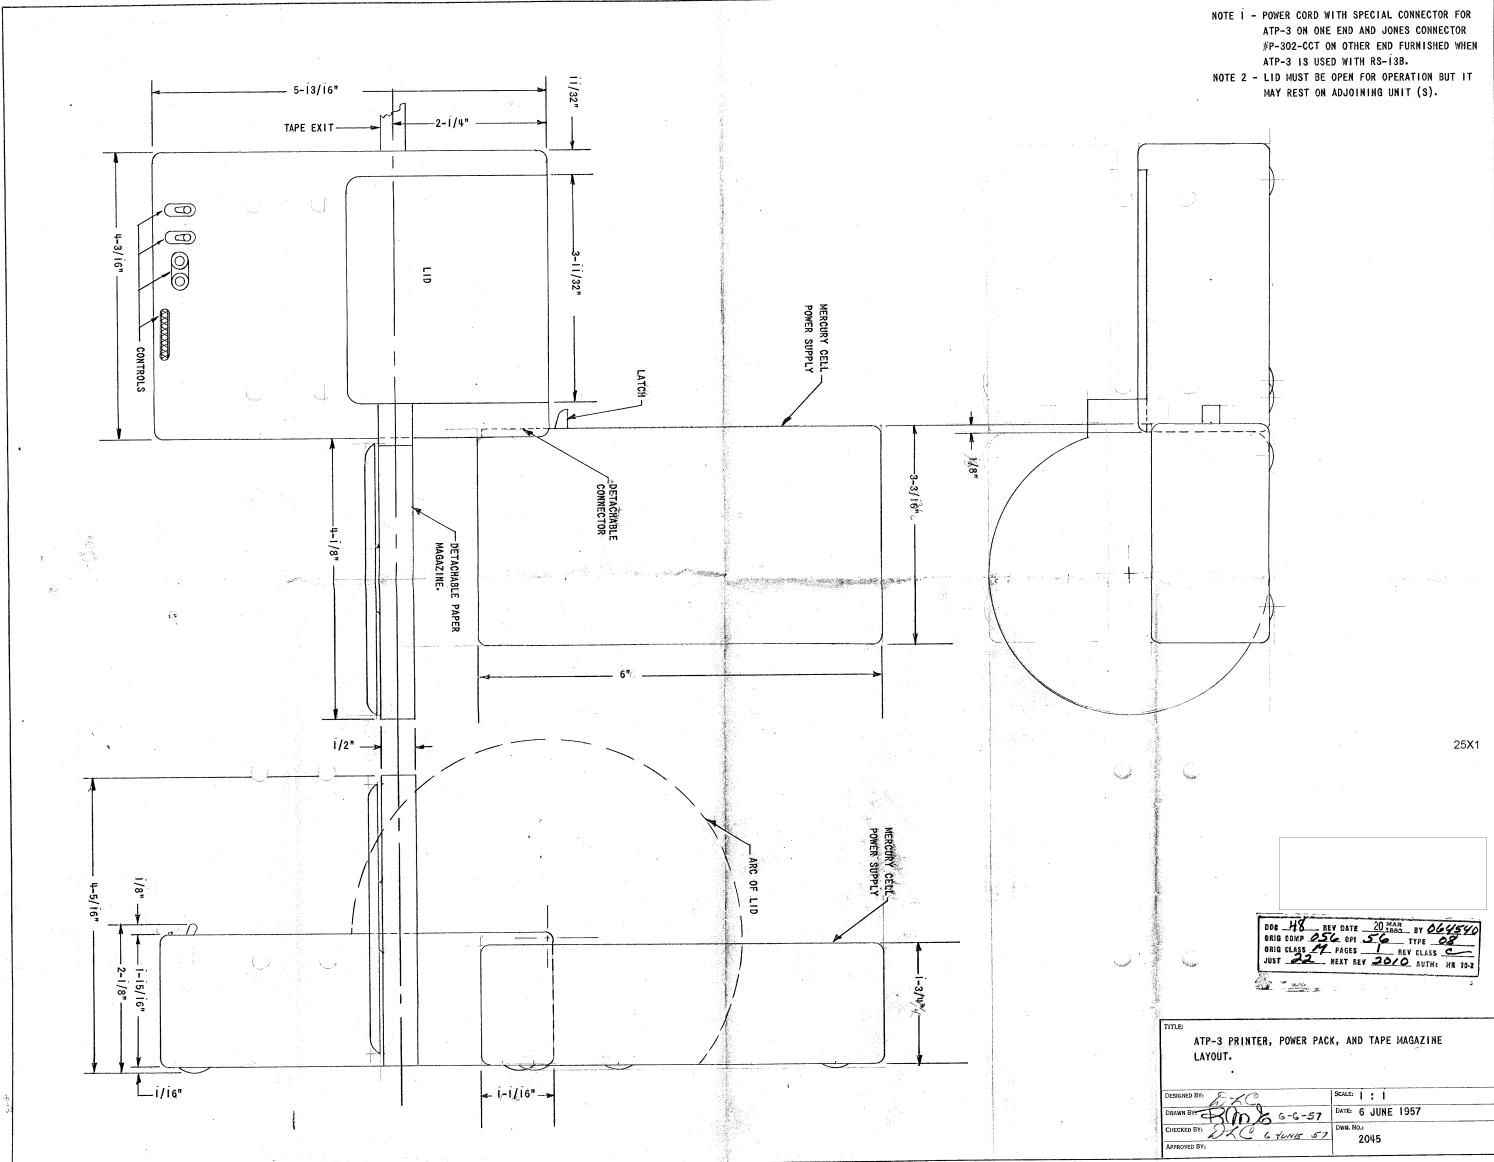 NOTE 1 - POWER CORD WITH SPECIAL CONNECTOR FOR
ATP-3 ON ONE END AND JONES CONNECTOR
#P-302-CCT ON OTHER END FURNISHED WHEN
ATP-3 IS USED WITH RS-13B.
NOTE 2 - LID MUST BE OPEN FOR OPERATION BUT IT
MAY REST ON ADJOINING UNIT (S).
5-13/16"
11/32"
TAPE EXIT
2-1/4"
4-3/16"
LID
3-11/32"
CONTROLS
LATCH
MERCURY CELL
POWER SUPPLY
DETACHABLE
CONNECTOR
3-3/16"
1/8"
4-1/8"
DETACHABLE PAPER
MAGAZINE.
6"
1/2"
25X1
4-5/16"
1/8"
2-1/8"
1-15/16"
1/16"
ARC OF LID
MERCURY CELL
POWER SUPPLY
1-3/4"
1-1/16"
DOC 48 REV DATE 20 MAR 1980 BY 064540
ORIG COMP 056 OPI 56 TYPE 08
ORIG CLASS M PAGES 1 REV CLASS C
JUST 22 NEXT REV 2010 AUTH: HR 70-2
TITLE:
ATP-3 PRINTER, POWER PACK, AND TAPE MAGAZINE
LAYOUT.
DESIGNED BY: DLC
SCALE: 1 : 1
DRAWN BY: 6-6-57
DATE: 6 JUNE 1957
CHECKED BY: DLC 6 JUNE 57
DWG. NO.:
2045
APPROVED BY: